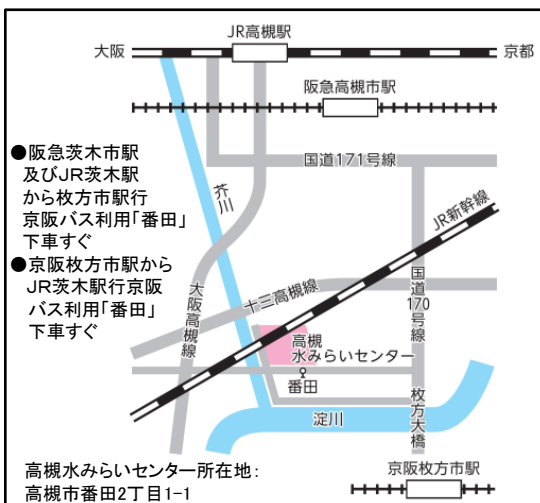 JR高槻駅
大阪
京都
阪急高槻市駅
●阪急茨木市駅
及びJR茨木駅
から枚方市駅行
京阪バス利用「番田」
下車すぐ
●京阪枚方市駅から
JR茨木駅行京阪
バス利用「番田」
下車すぐ
国道171号線
芥川
JR新幹線
大阪高槻線
十三高槻線
国道170号線
高槻
水みらいセンター
番田
枚方大橋
淀川
京阪枚方市駅
高槻水みらいセンター所在地:
高槻市番田2丁目1-1